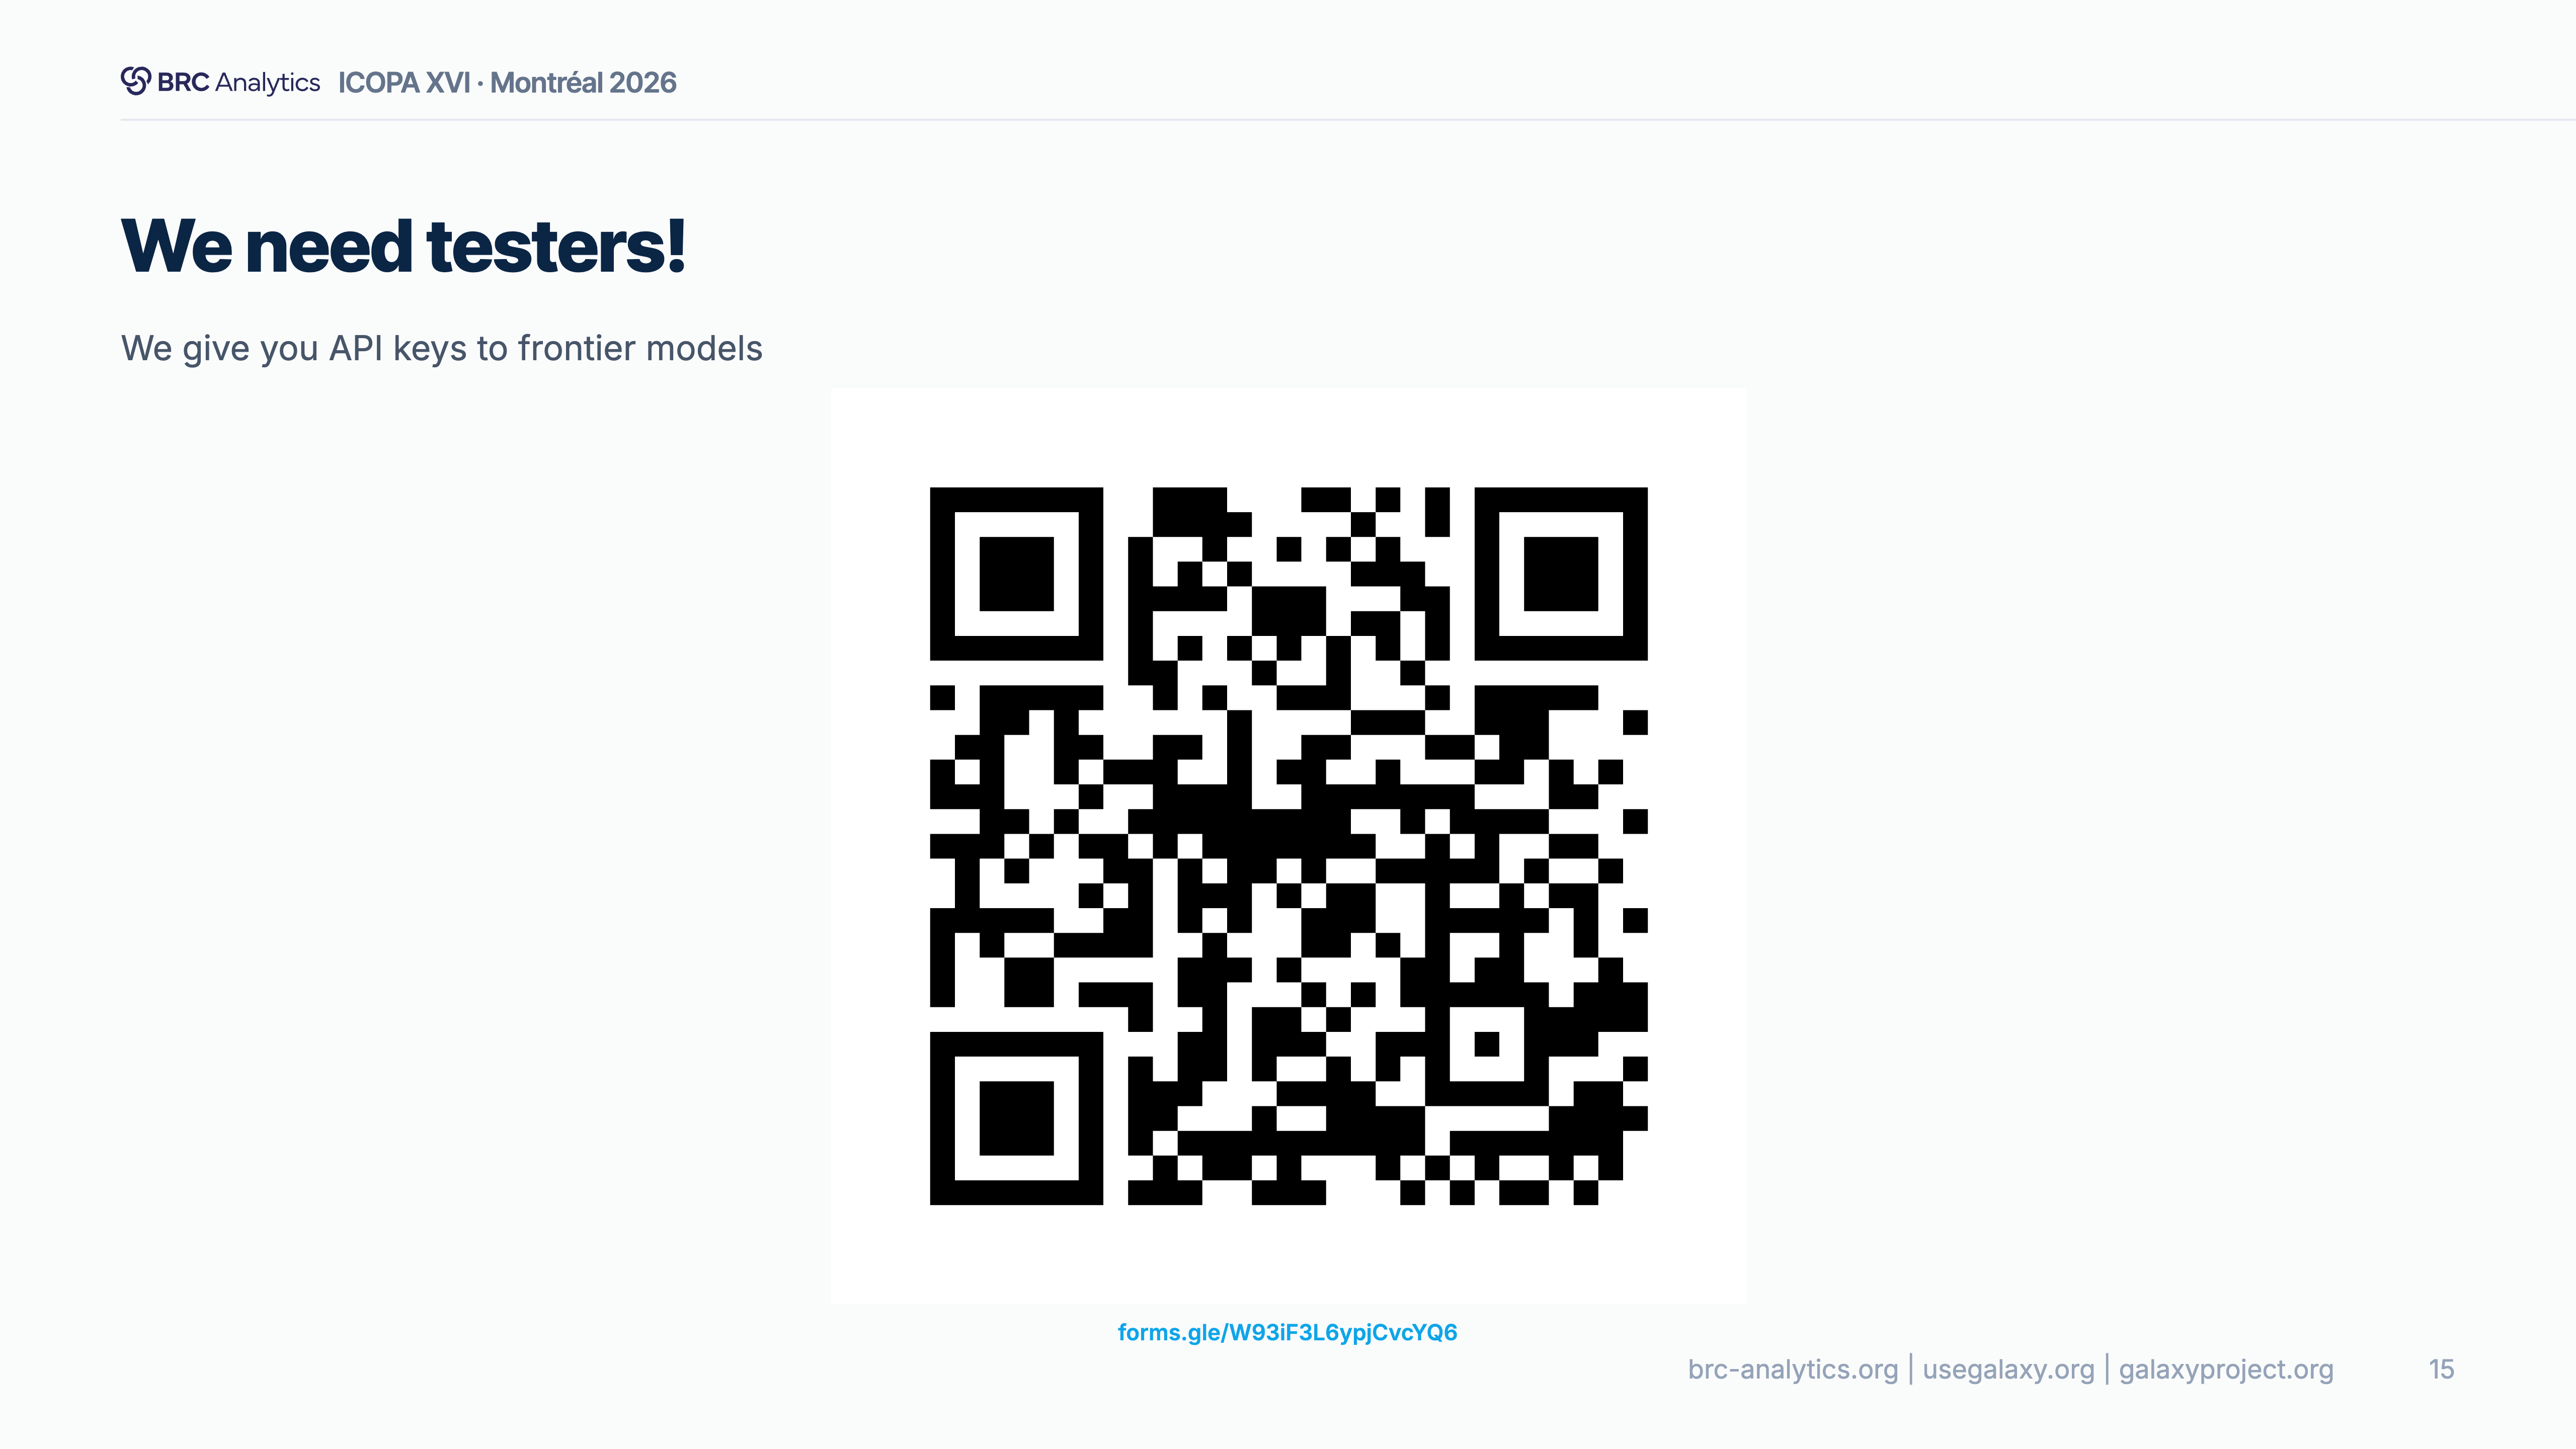 BRC Analytics ICOPA XVI · Montréal 2026
We need testers!
We give you API keys to frontier models
forms.gle/W93iF3L6ypjCvcYQ6
brc-analytics.org | usegalaxy.org | galaxyproject.org 15